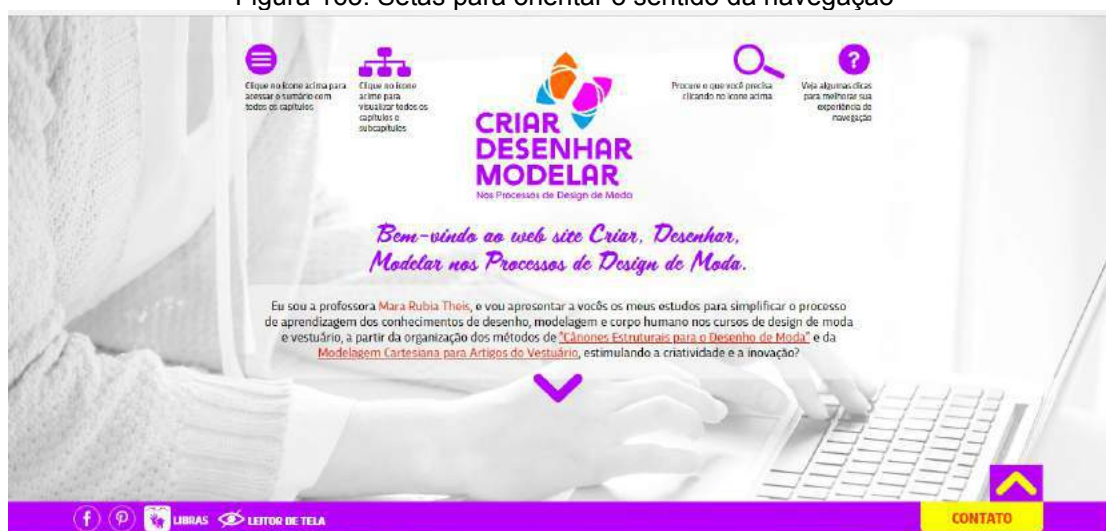 Figura 165: Setas para orientar o sentido da navegação
Clique no ícone acima para
acessar o sumário com
todos os capítulos
Clique no ícone
acima para
visualizar todos os
capítulos e
subcapítulos
CRIAR
DESENHAR
MODELAR
Nos Processos de Design de Moda
Procure o que você precisa
clicando no ícone acima
?
Veja algumas dicas
para melhorar sua
experiência de
navegação
Bem-vindo ao web site Criar, Desenhar,
Modelar nos Processos de Design de Moda.
Eu sou a professora Mara Rubia Theis, e vou apresentar a vocês os meus estudos para simplificar o processo
de aprendizagem dos conhecimentos de desenho, modelagem e corpo humano nos cursos de design de moda
e vestuário, a partir da organização dos métodos de "Cânones Estruturais para o Desenho de Moda" e da
Modelagem Cartesiana para Artigos do Vestuário, estimulando a criatividade e a inovação?
LIBRAS LEITOR DE TELA
CONTATO